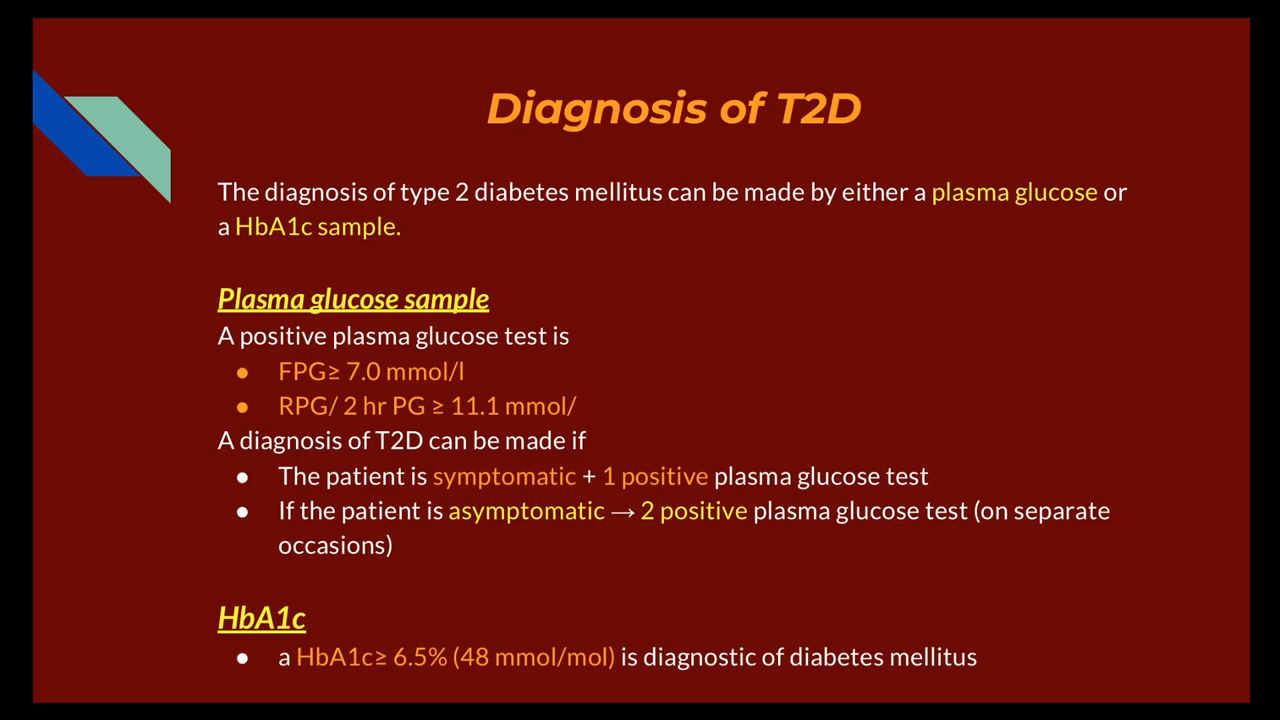 Diagnosis of T2D
The diagnosis of type 2 diabetes mellitus can be made by either a plasma glucose or
a HbA1c sample.
Plasma glucose sample
A positive plasma glucose test is
● FPG≥ 7.0 mmol/l
● RPG/ 2 hr PG ≥ 11.1 mmol/
A diagnosis of T2D can be made if
● The patient is symptomatic + 1 positive plasma glucose test
● If the patient is asymptomatic → 2 positive plasma glucose test (on separate
occasions)
HbA1c
● a HbA1c≥ 6.5% (48 mmol/mol) is diagnostic of diabetes mellitus